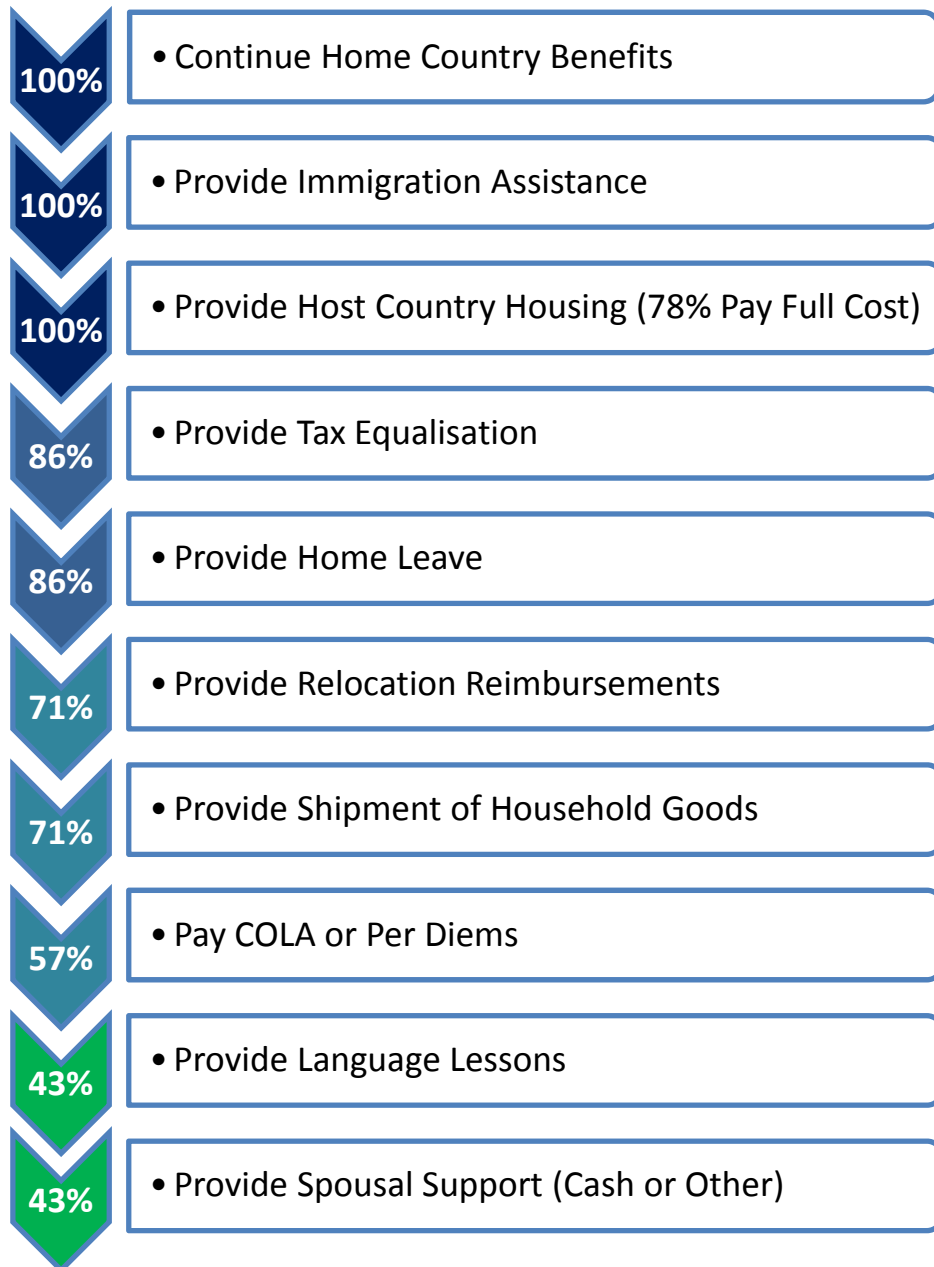 100%
• Continue Home Country Benefits
100%
• Provide Immigration Assistance
100%
• Provide Host Country Housing (78% Pay Full Cost)
86%
• Provide Tax Equalisation
86%
• Provide Home Leave
71%
• Provide Relocation Reimbursements
71%
• Provide Shipment of Household Goods
57%
• Pay COLA or Per Diems
43%
• Provide Language Lessons
43%
• Provide Spousal Support (Cash or Other)